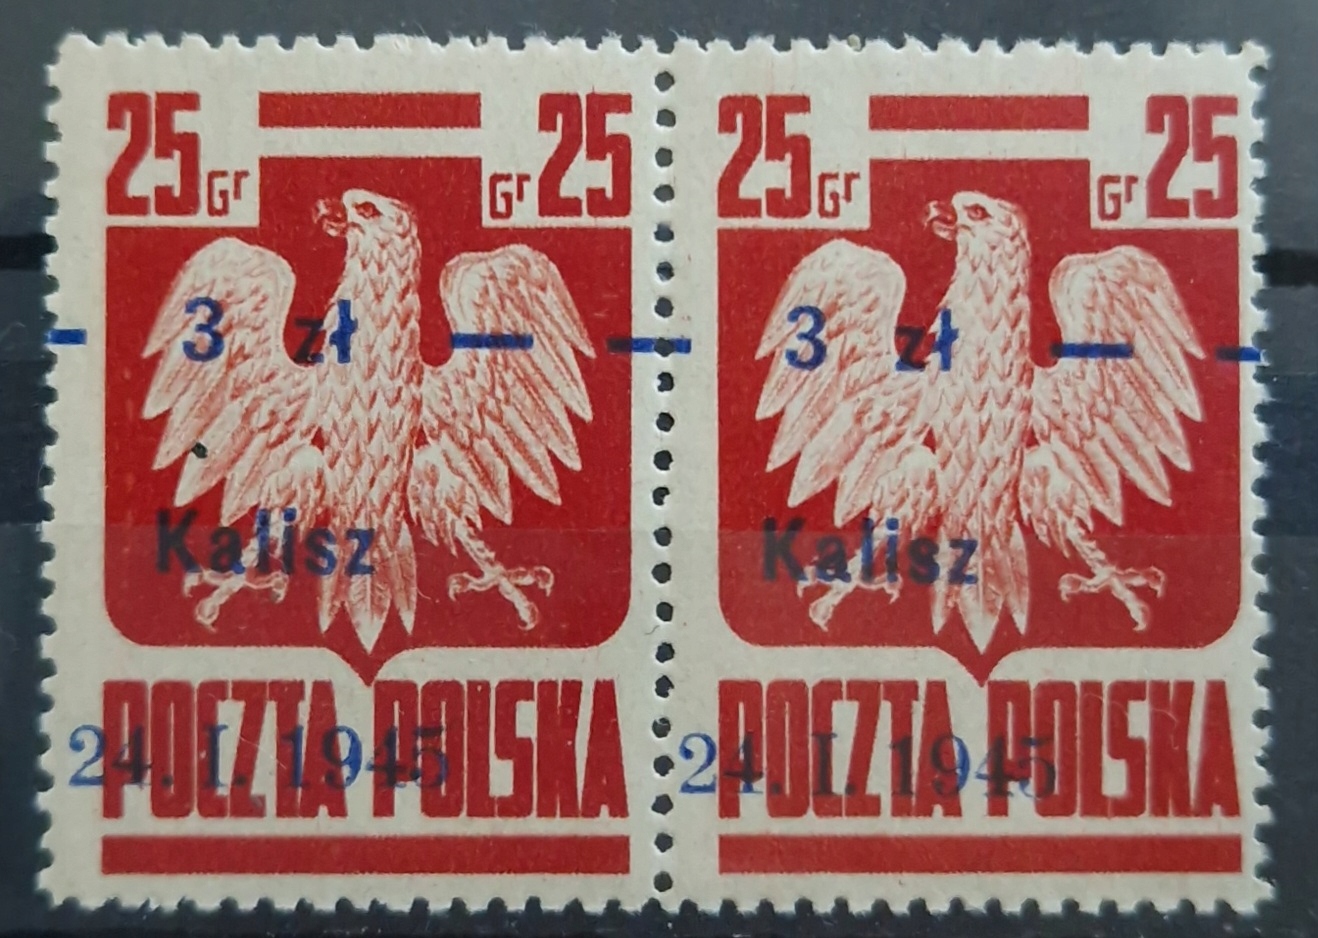 25 Gr Gr 25
3 zł
Kalisz
24. I. 1945
POCZTA POLSKA
25 Gr Gr 25
3 zł
Kalisz
24. I. 1945
POCZTA POLSKA